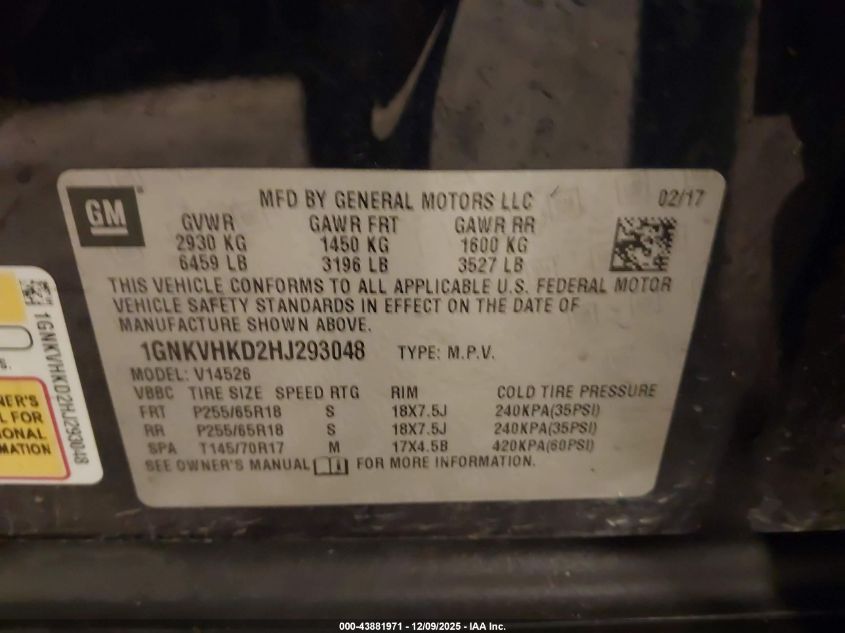 GM
MFD BY GENERAL MOTORS LLC
02/17
GVWR GAWR FRT GAWR RR
2930 KG 1450 KG 1600 KG
6459 LB 3196 LB 3527 LB
THIS VEHICLE CONFORMS TO ALL APPLICABLE U.S. FEDERAL MOTOR
VEHICLE SAFETY STANDARDS IN EFFECT ON THE DATE OF
MANUFACTURE SHOWN ABOVE.
1GNKVHKD2HJ293048 TYPE: M.P.V.
MODEL: V14526
VBBC TIRE SIZE SPEED RTG RIM COLD TIRE PRESSURE
FRT P255/65R18 S 18X7.5J 240KPA(35PSI)
RR P255/65R18 S 18X7.5J 240KPA(35PSI)
SPA T145/70R17 M 17X4.5B 420KPA(60PSI)
SEE OWNER'S MANUAL FOR MORE INFORMATION.
1GNKVHKD2HJ293048
NER'S
L FOR
IONAL
MATION
000-43881971 - 12/09/2025 - IAA Inc.